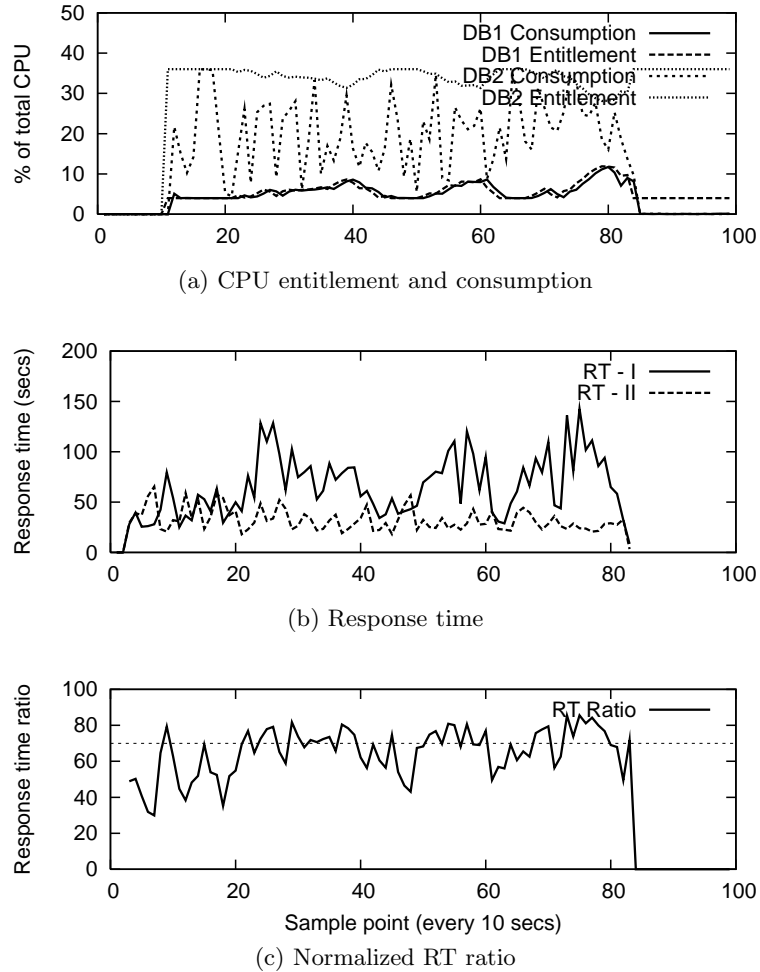 50
40
30
20
10
0
% of total CPU
DB1 Consumption
DB1 Entitlement
DB2 Consumption
DB2 Entitlement
0 20 40 60 80 100
(a) CPU entitlement and consumption
200
150
100
50
0
Response time (secs)
RT - I
RT - II
0 20 40 60 80 100
(b) Response time
100
80
60
40
20
0
Response time ratio
RT Ratio
0 20 40 60 80 100
Sample point (every 10 secs)
(c) Normalized RT ratio